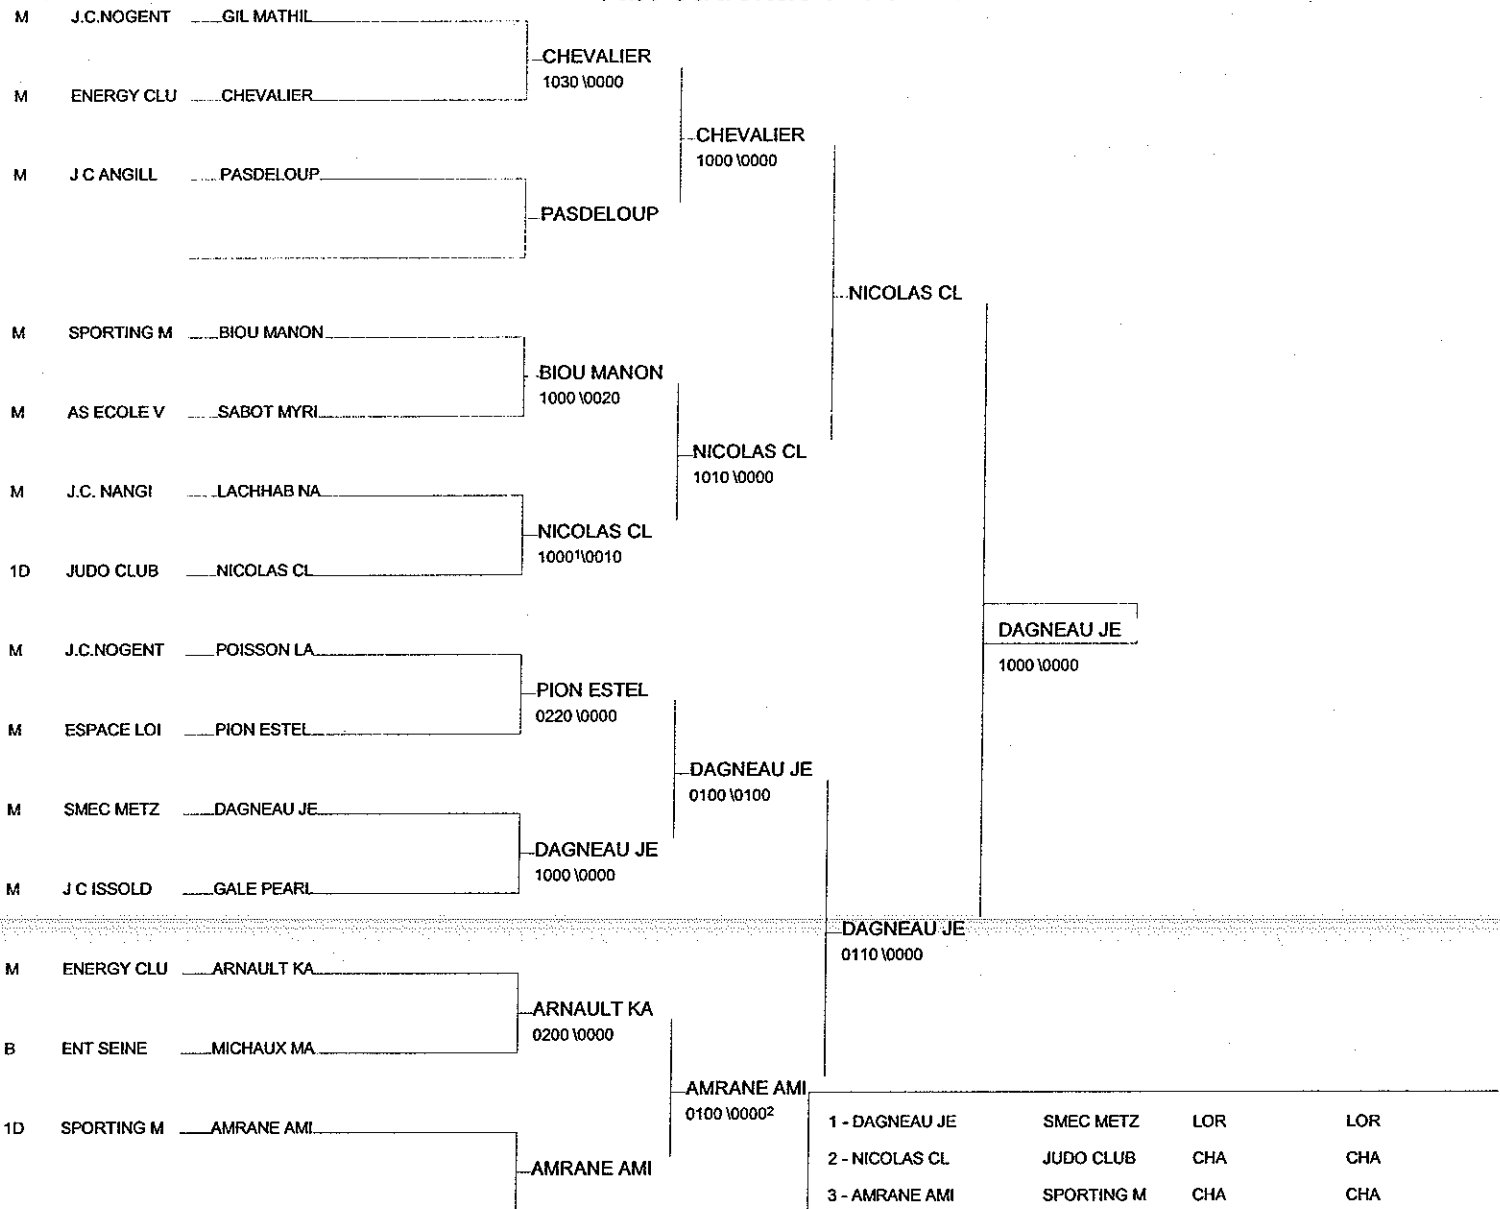 M J.C.NOGENT GIL MATHIL
CHEVALIER
1030 \0000
M ENERGY CLU CHEVALIER
CHEVALIER
1000 \0000
M J C ANGILL PASDELOUP
PASDELOUP
NICOLAS CL
M SPORTING M BIOU MANON
BIOU MANON
1000 \0020
M AS ECOLE V SABOT MYRI
NICOLAS CL
1010 \0000
M J.C. NANGI LACHHAB NA
NICOLAS CL
1000¹\0010
1D JUDO CLUB NICOLAS CL
DAGNEAU JE
1000 \0000
M J.C.NOGENT POISSON LA
PION ESTEL
0220 \0000
M ESPACE LOI PION ESTEL
DAGNEAU JE
0100 \0100
M SMEC METZ DAGNEAU JE
DAGNEAU JE
1000 \0000
M J C ISSOLD GALE PEARL
DAGNEAU JE
0110 \0000
M ENERGY CLU ARNAULT KA
ARNAULT KA
0200 \0000
B ENT SEINE MICHAUX MA
AMRANE AMI
0100 \0000²
1D SPORTING M AMRANE AMI
AMRANE AMI
1 - DAGNEAU JE SMEC METZ LOR LOR
2 - NICOLAS CL JUDO CLUB CHA CHA
3 - AMRANE AMI SPORTING M CHA CHA